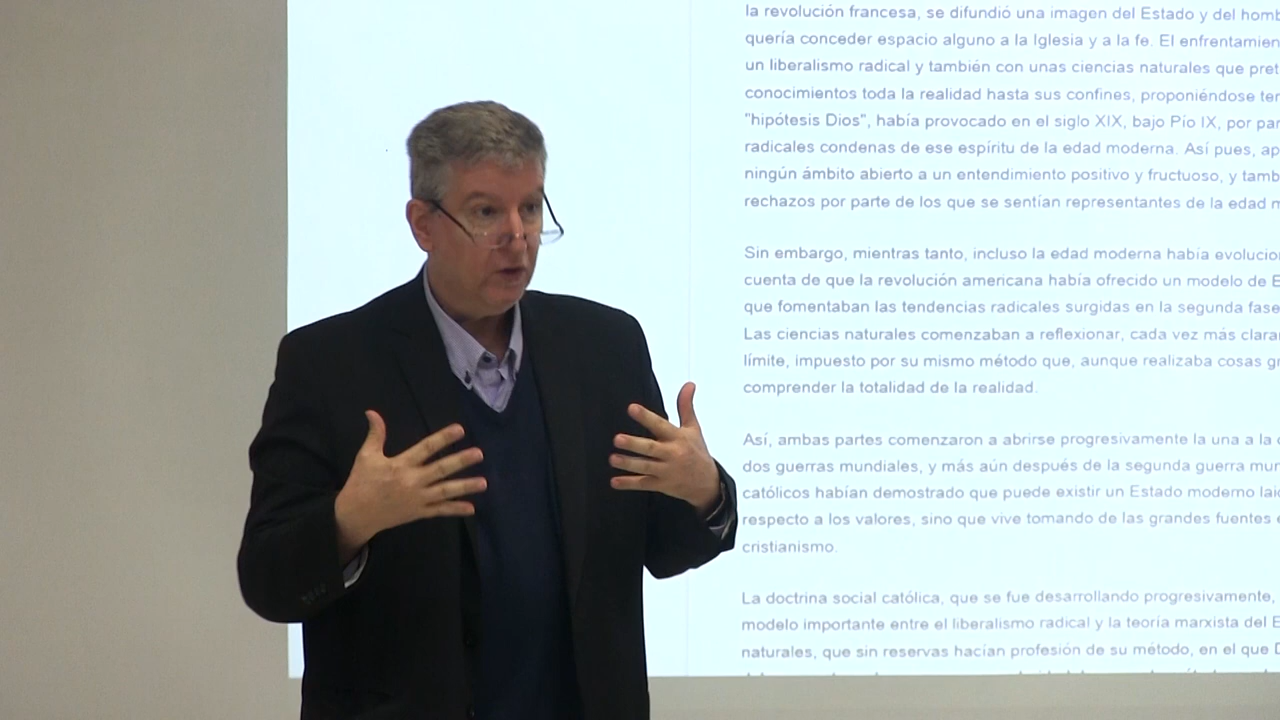 la revolución francesa, se difundió una imagen del Estado y del homb
quería conceder espacio alguno a la Iglesia y a la fe. El enfrentamien
un liberalismo radical y también con unas ciencias naturales que pret
conocimientos toda la realidad hasta sus confines, proponiéndose ter
"hipótesis Dios", había provocado en el siglo XIX, bajo Pío IX, por par
radicales condenas de ese espíritu de la edad moderna. Así pues, ap
ningún ámbito abierto a un entendimiento positivo y fructuoso, y tamb
rechazos por parte de los que se sentían representantes de la edad m
Sin embargo, mientras tanto, incluso la edad moderna había evolucio
cuenta de que la revolución americana había ofrecido un modelo de E
que fomentaban las tendencias radicales surgidas en la segunda fase
Las ciencias naturales comenzaban a reflexionar, cada vez más clara
límite, impuesto por su mismo método que, aunque realizaba cosas gr
comprender la totalidad de la realidad.
Así, ambas partes comenzaron a abrirse progresivamente la una a la
dos guerras mundiales, y más aún después de la segunda guerra mun
católicos habían demostrado que puede existir un Estado moderno laic
respecto a los valores, sino que vive tomando de las grandes fuentes
cristianismo.
La doctrina social católica, que se fue desarrollando progresivamente,
modelo importante entre el liberalismo radical y la teoría marxista del E
naturales, que sin reservas hacían profesión de su método, en el que D